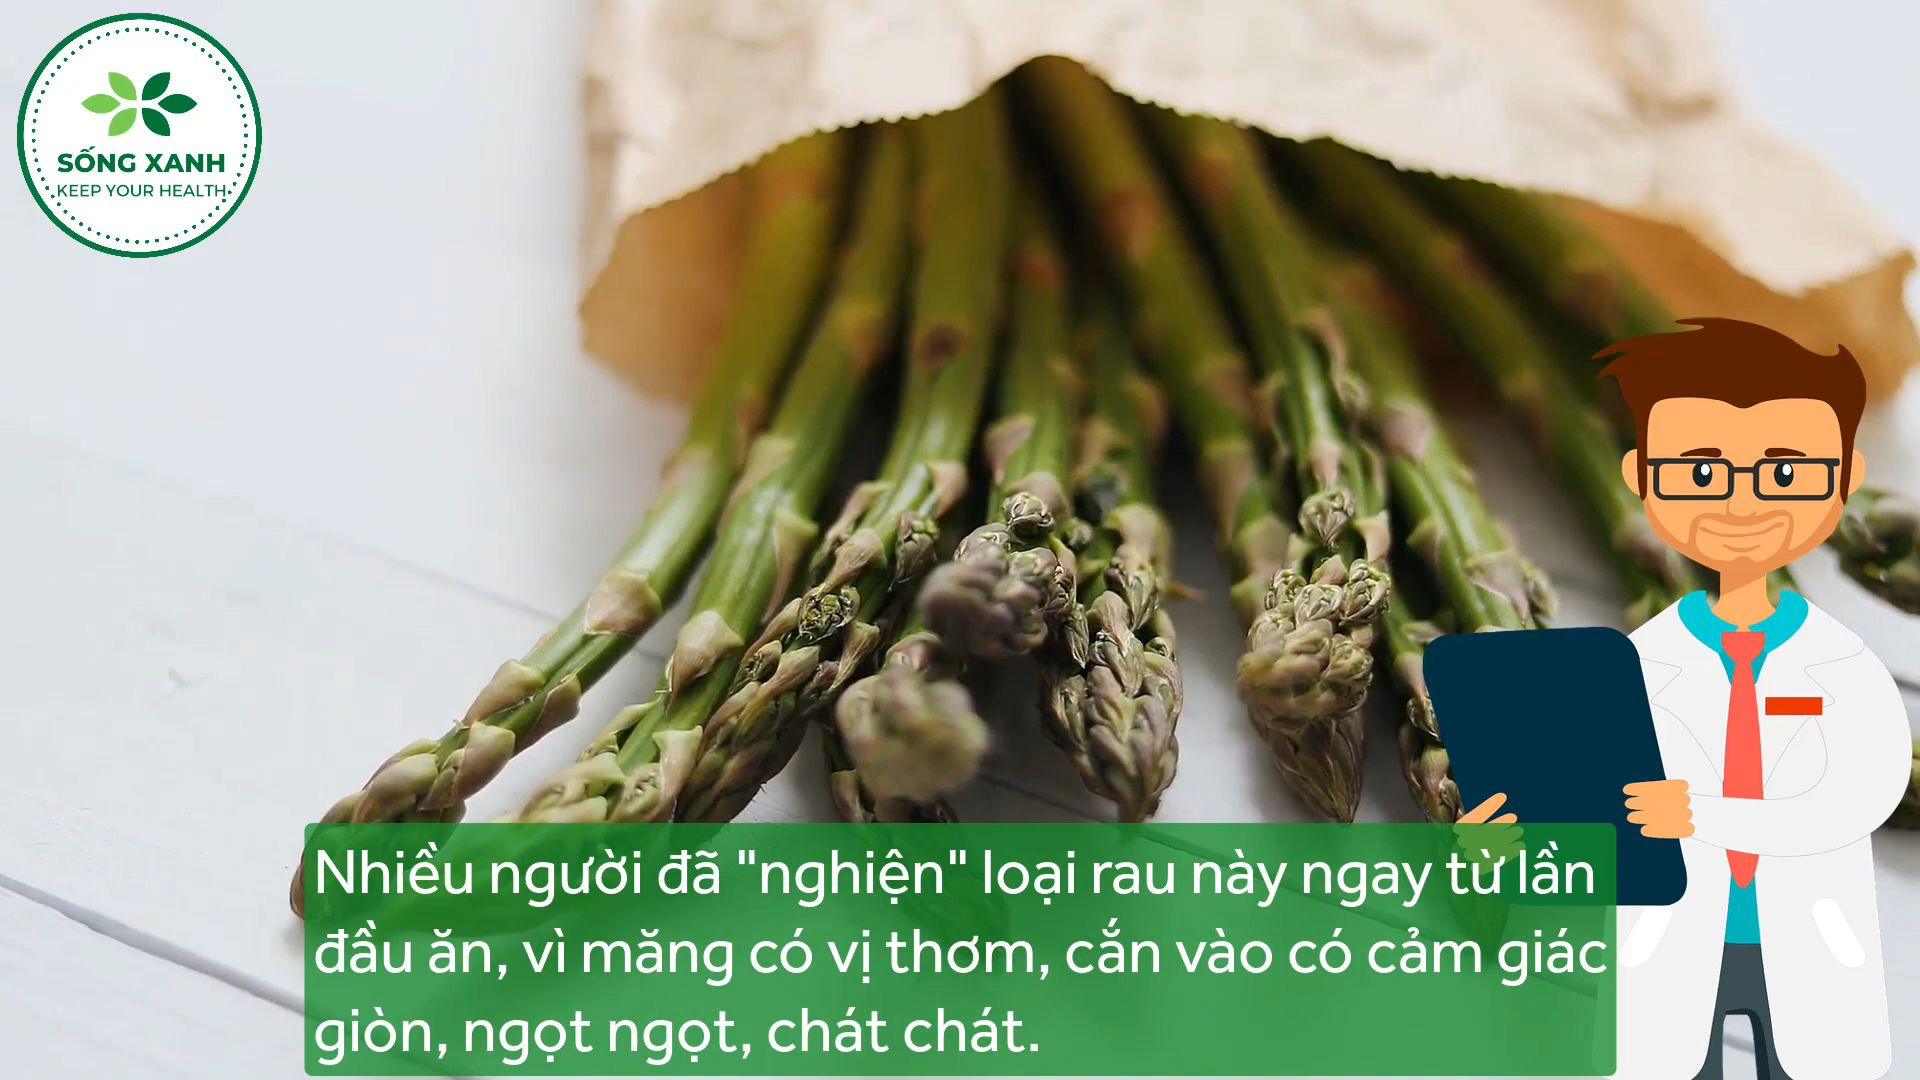 SỐNG XANH
KEEP YOUR HEALTH
Nhiều người đã "nghiện" loại rau này ngay từ lần
đầu ăn, vì măng có vị thơm, cắn vào có cảm giác
giòn, ngọt ngọt, chát chát.